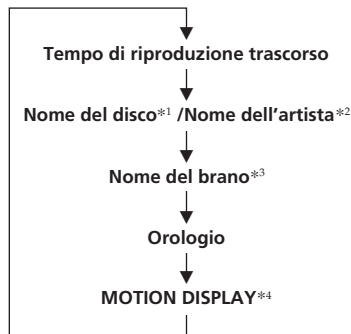 Tempo di riproduzione trascorso
Nome del disco*1 /Nome dell'artista*2
Nome del brano*3
Orologio
MOTION DISPLAY*4